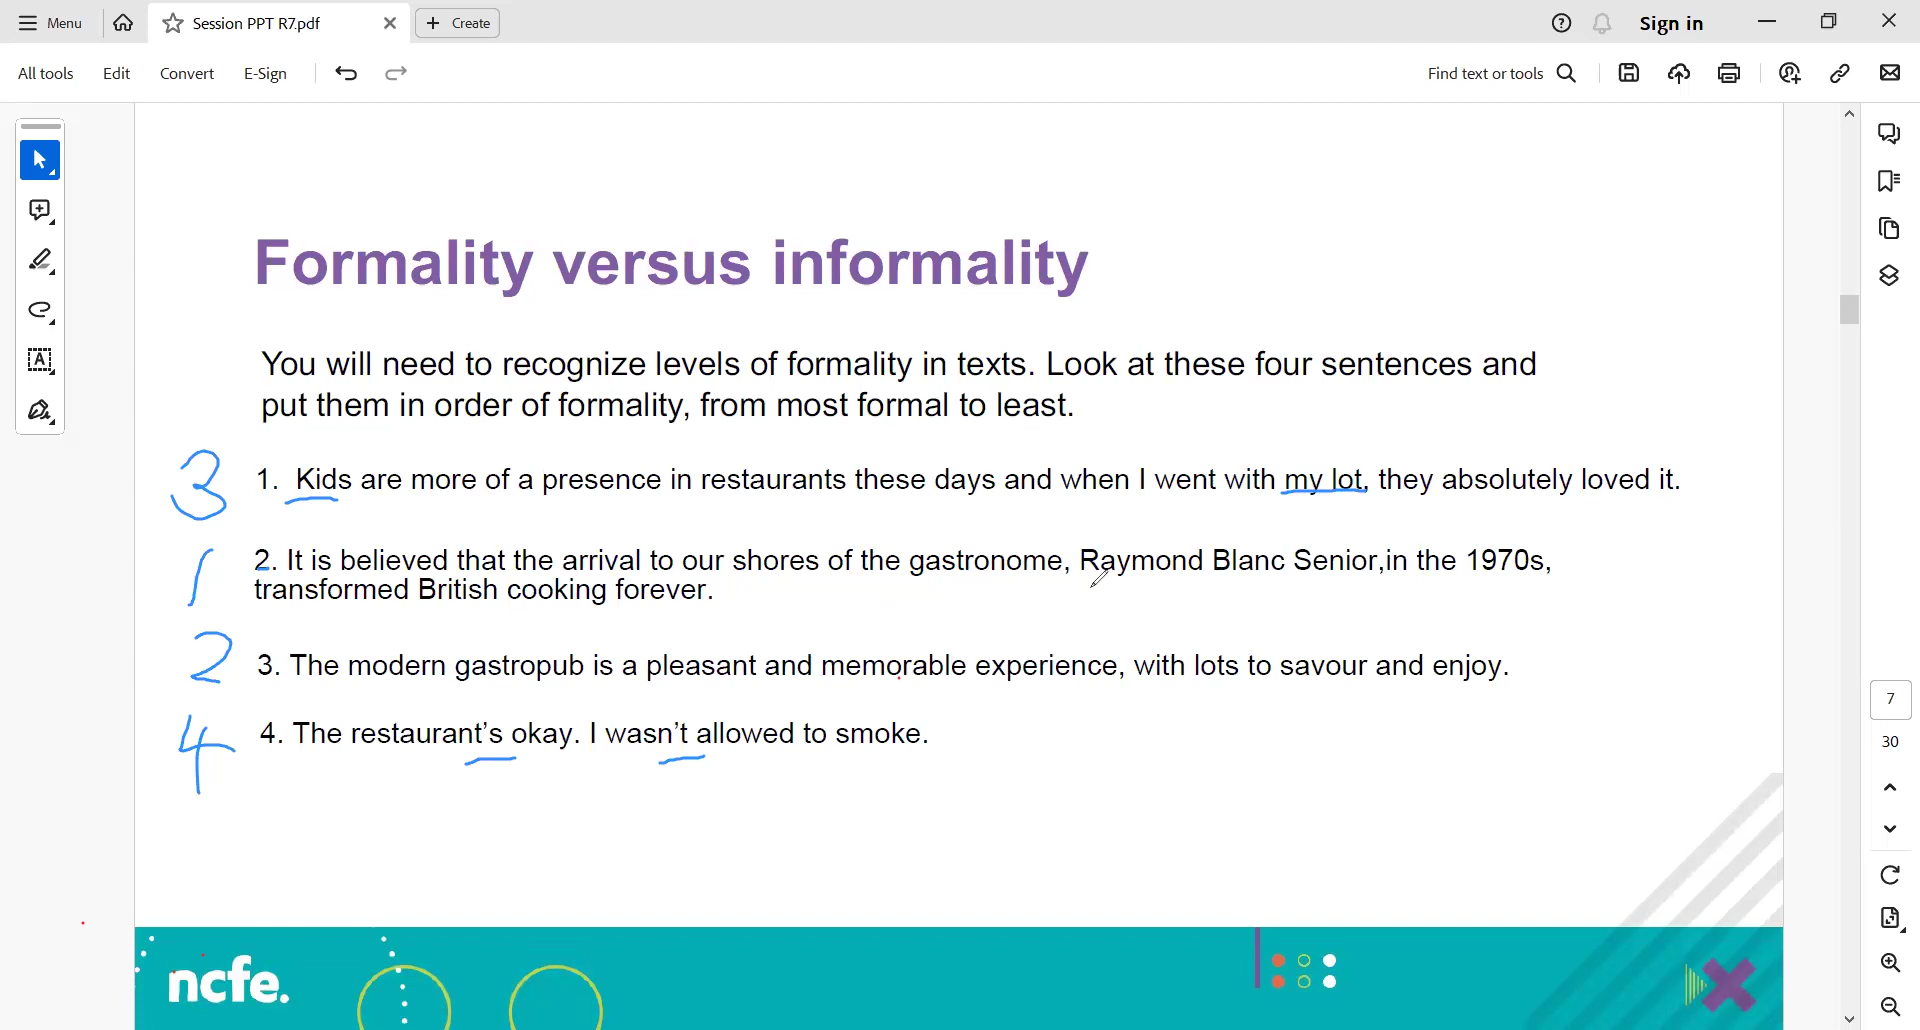 Menu
Session PPT R7.pdf
Create
Sign in
All tools
Edit
Convert
E-Sign
Find text or tools
Formality versus informality
You will need to recognize levels of formality in texts. Look at these four sentences and
put them in order of formality, from most formal to least.
3
1. Kids are more of a presence in restaurants these days and when I went with my lot, they absolutely loved it.
1
2. It is believed that the arrival to our shores of the gastronome, Raymond Blanc Senior,in the 1970s,
transformed British cooking forever.
2
3. The modern gastropub is a pleasant and memorable experience, with lots to savour and enjoy.
4
4. The restaurant’s okay. I wasn’t allowed to smoke.
7
30
ncfe.